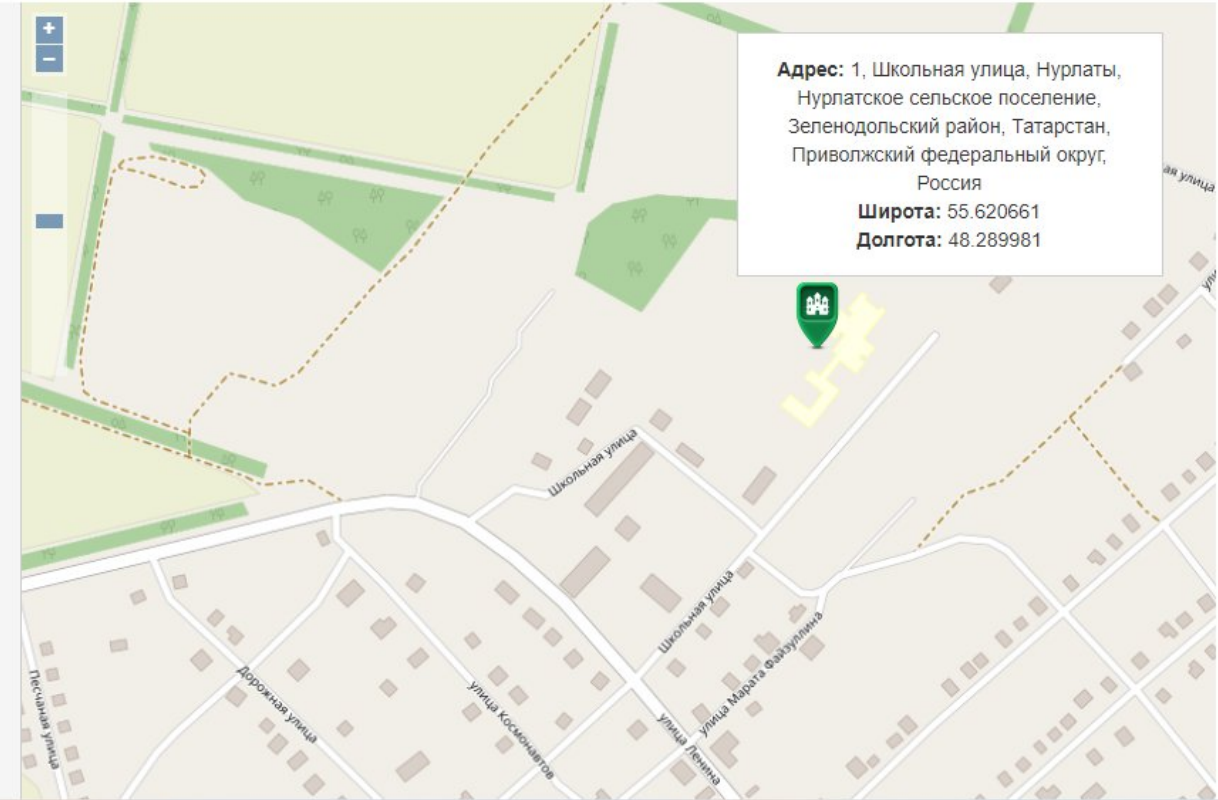 +
−
Адрес: 1, Школьная улица, Нурлаты,
Нурлатское сельское поселение,
Зеленодольский район, Татарстан,
Приволжский федеральный округ,
Россия
Широта: 55.620661
Долгота: 48.289981
ая улица
Школьная улица
Школьная улица
улица Марата Файзуллина
Песчаная улица
Дорожная улица
улица Космонавтов
улица Ленина